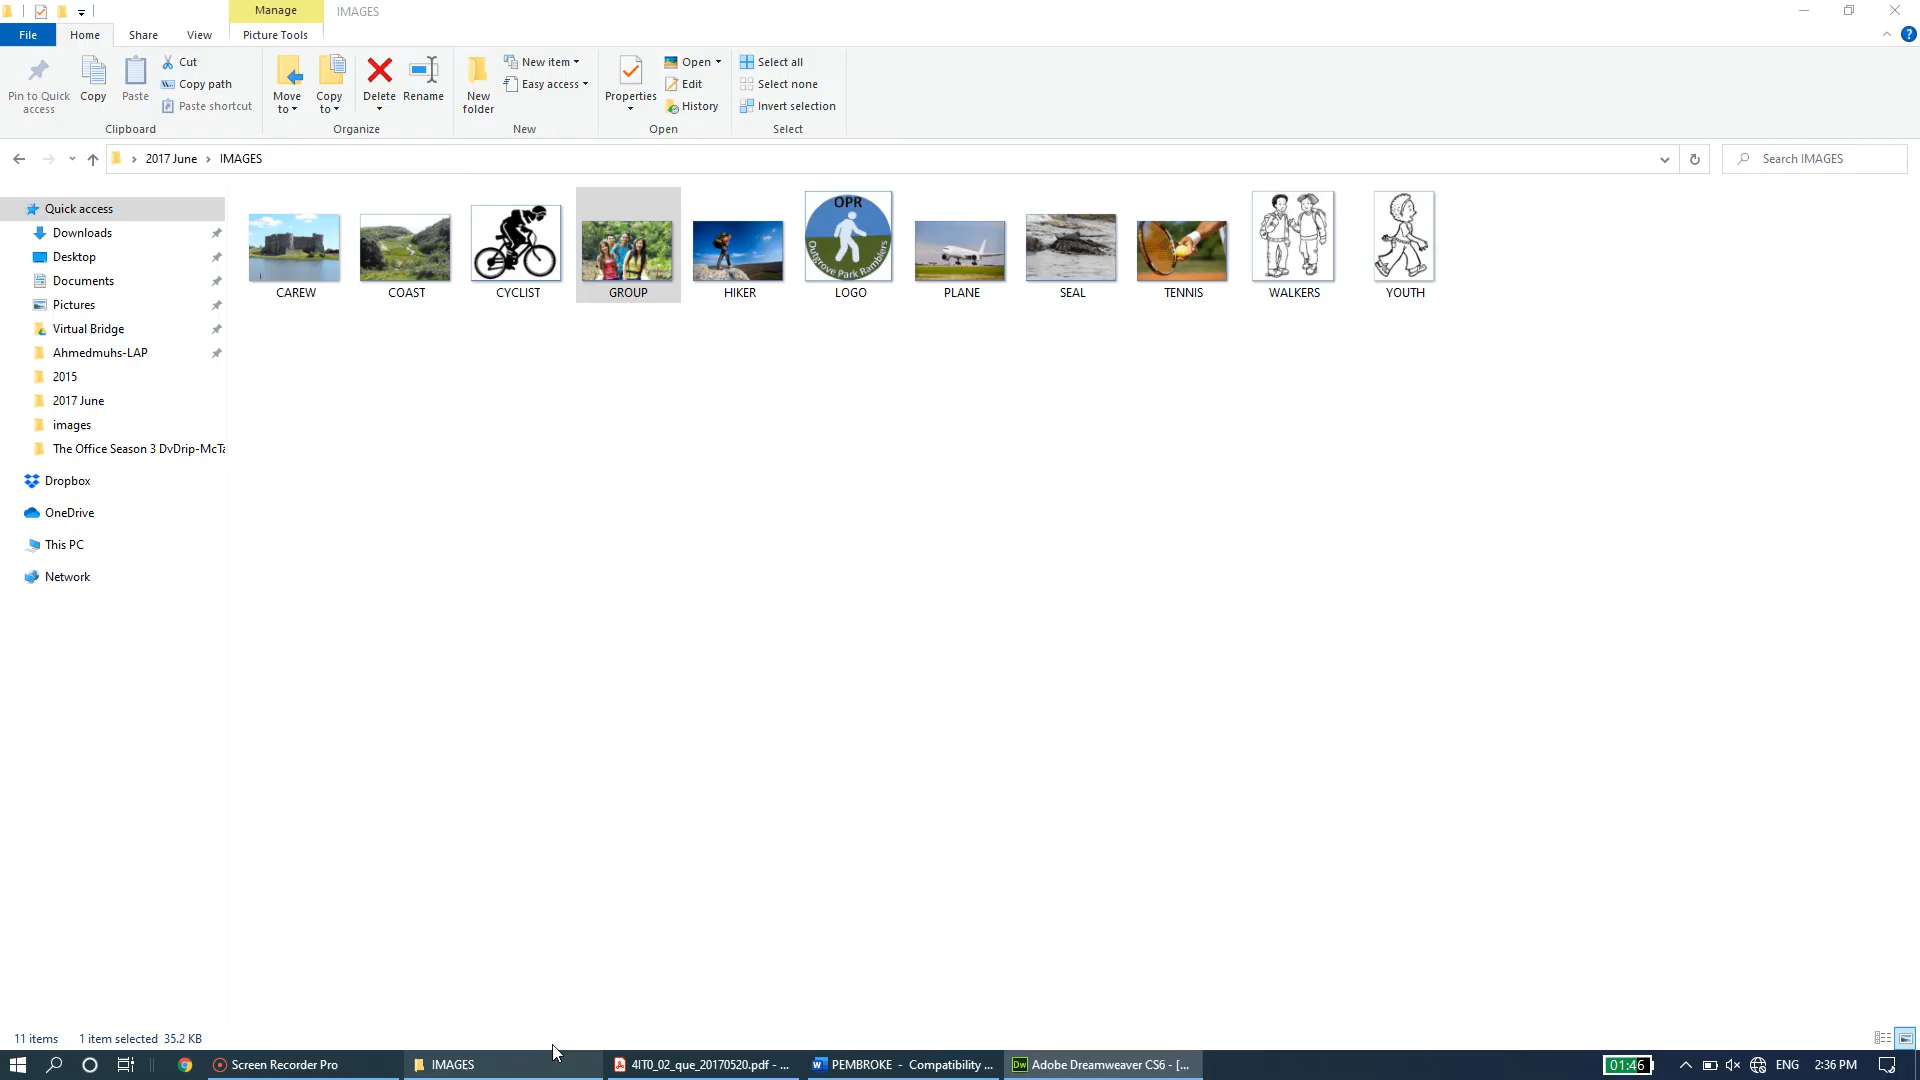 Manage
IMAGES
File
Home
Share
View
Picture Tools
Pin to Quick access
Copy
Paste
Cut
Copy path
Paste shortcut
Clipboard
Move to
Copy to
Delete
Rename
Organize
New folder
New item
Easy access
New
Properties
Open
Edit
History
Open
Select all
Select none
Invert selection
Select
2017 June
IMAGES
Search IMAGES
Quick access
Downloads
Desktop
Documents
Pictures
Virtual Bridge
Ahmedmuhs-LAP
2015
2017 June
images
The Office Season 3 DvDrip-McTa
Dropbox
OneDrive
This PC
Network
OPR
Outgrove Park Ramblers
CAREW
COAST
CYCLIST
GROUP
HIKER
LOGO
PLANE
SEAL
TENNIS
WALKERS
YOUTH
11 items
1 item selected 35.2 KB
Screen Recorder Pro
IMAGES
4IT0_02_que_20170520.pdf - ...
PEMBROKE - Compatibility ...
Dw
Adobe Dreamweaver CS6 - [...
01:46
ENG
2:36 PM